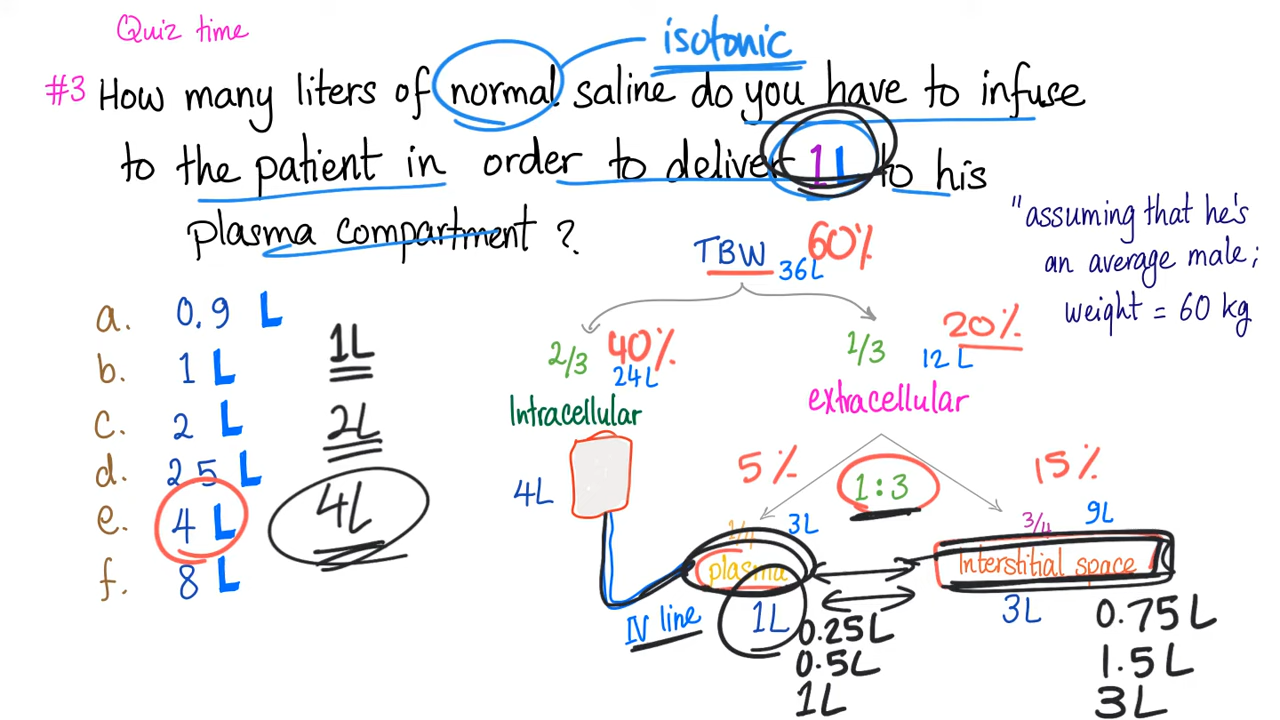 Quiz time
isotonic
#3 How many liters of normal saline do you have to infuse
to the patient in order to deliver 1L to his
plasma compartment ?
"assuming that he's
an average male;
weight = 60 kg
TBW 60%
36L
a. 0.9 L
b. 1 L
c. 2 L
d. 2 5 L
e. 4 L
f. 8 L
1L
2L
4L
2/3 40%
24L
Intracellular
1/3 20%
12 L
extracellular
4L
5%
1:3
15%
1/4 3L
plasma
3/4 9L
Interstitial space
IV line
1L
0.25L
0.5L
1L
3L
0.75L
1.5L
3L